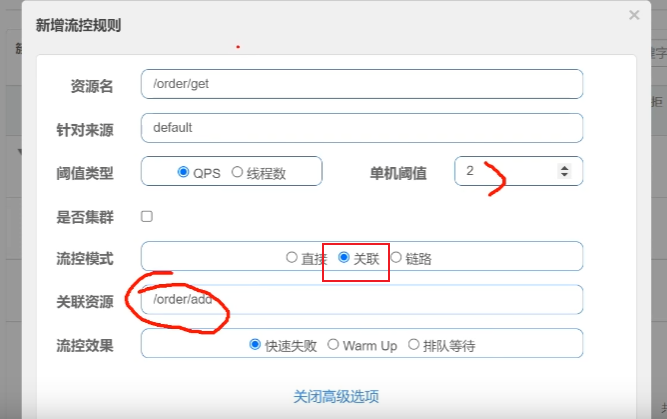 新增流控规则
×
资源名 /order/get
针对来源 default
阈值类型 QPS 线程数 单机阈值 2
是否集群
流控模式 直接 关联 链路
关联资源 /order/add
流控效果 快速失败 Warm Up 排队等待
关闭高级选项